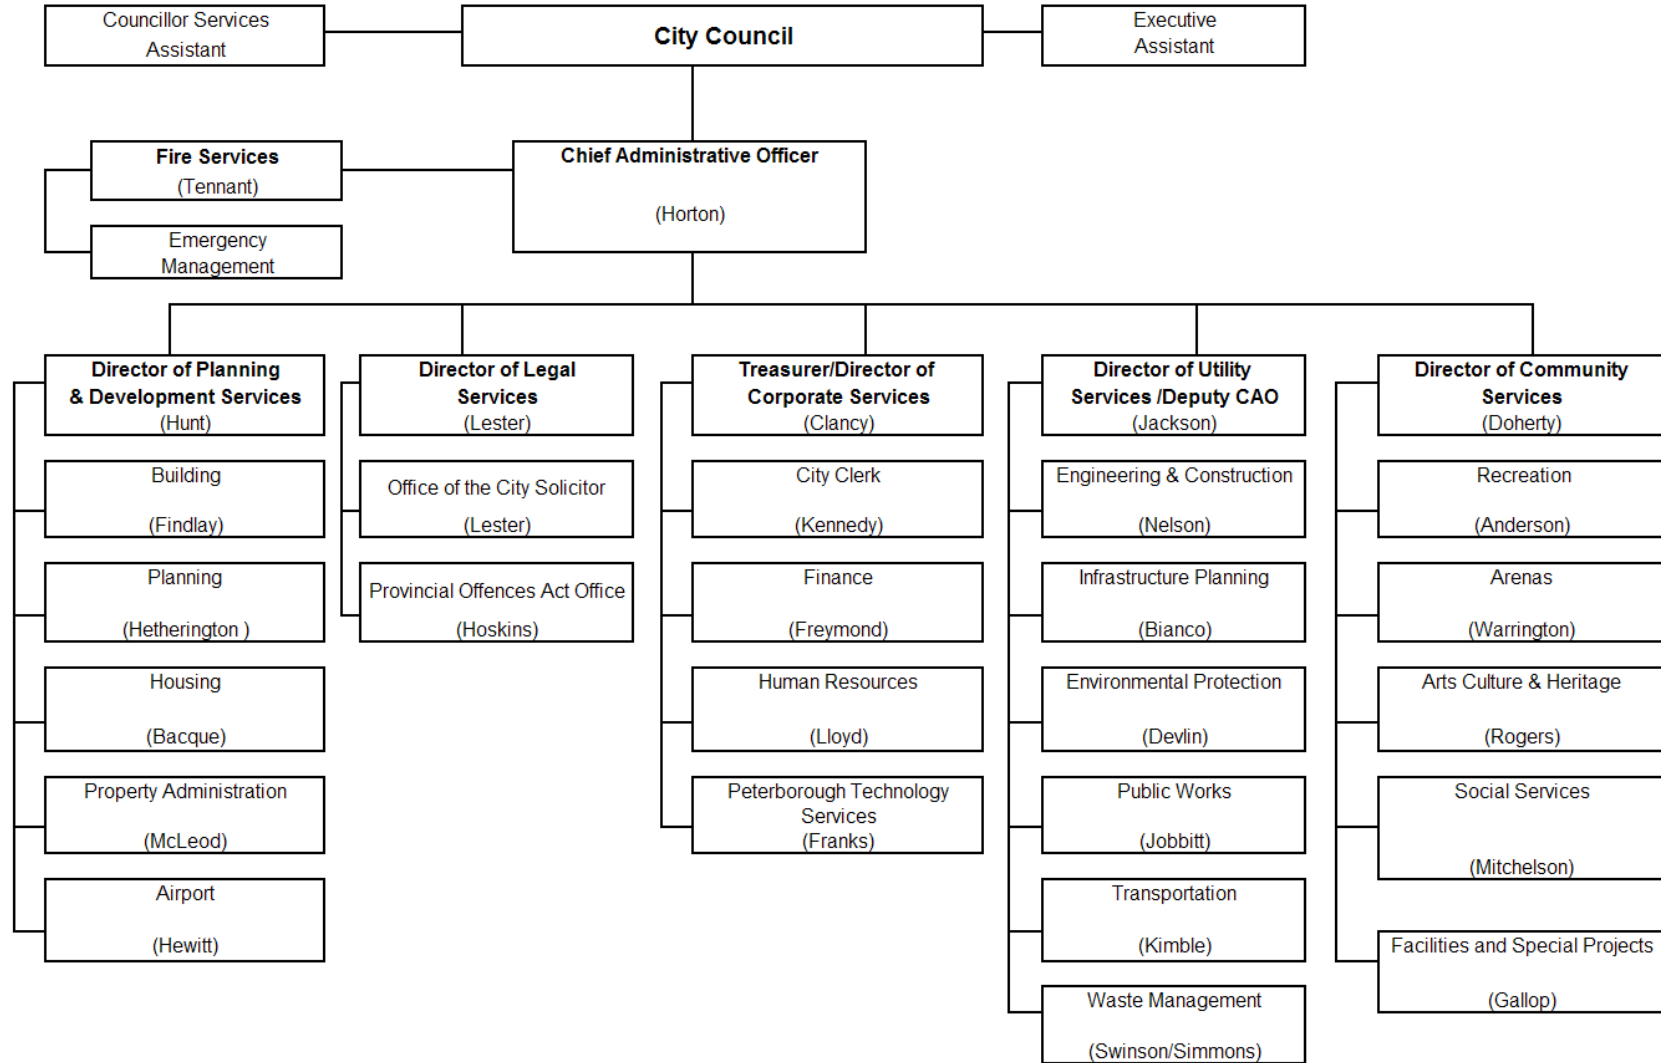 Councillor Services
Assistant
City Council
Executive
Assistant
Fire Services
(Tennant)
Emergency
Management
Chief Administrative Officer
(Horton)
Director of Planning
& Development Services
(Hunt)
Building
(Findlay)
Planning
(Hetherington )
Housing
(Bacque)
Property Administration
(McLeod)
Airport
(Hewitt)
Director of Legal
Services
(Lester)
Office of the City Solicitor
(Lester)
Provincial Offences Act Office
(Hoskins)
Treasurer/Director of
Corporate Services
(Clancy)
City Clerk
(Kennedy)
Finance
(Freymond)
Human Resources
(Lloyd)
Peterborough Technology
Services
(Franks)
Director of Utility
Services /Deputy CAO
(Jackson)
Engineering & Construction
(Nelson)
Infrastructure Planning
(Bianco)
Environmental Protection
(Devlin)
Public Works
(Jobbitt)
Transportation
(Kimble)
Waste Management
(Swinson/Simmons)
Director of Community
Services
(Doherty)
Recreation
(Anderson)
Arenas
(Warrington)
Arts Culture & Heritage
(Rogers)
Social Services
(Mitchelson)
Facilities and Special Projects
(Gallop)